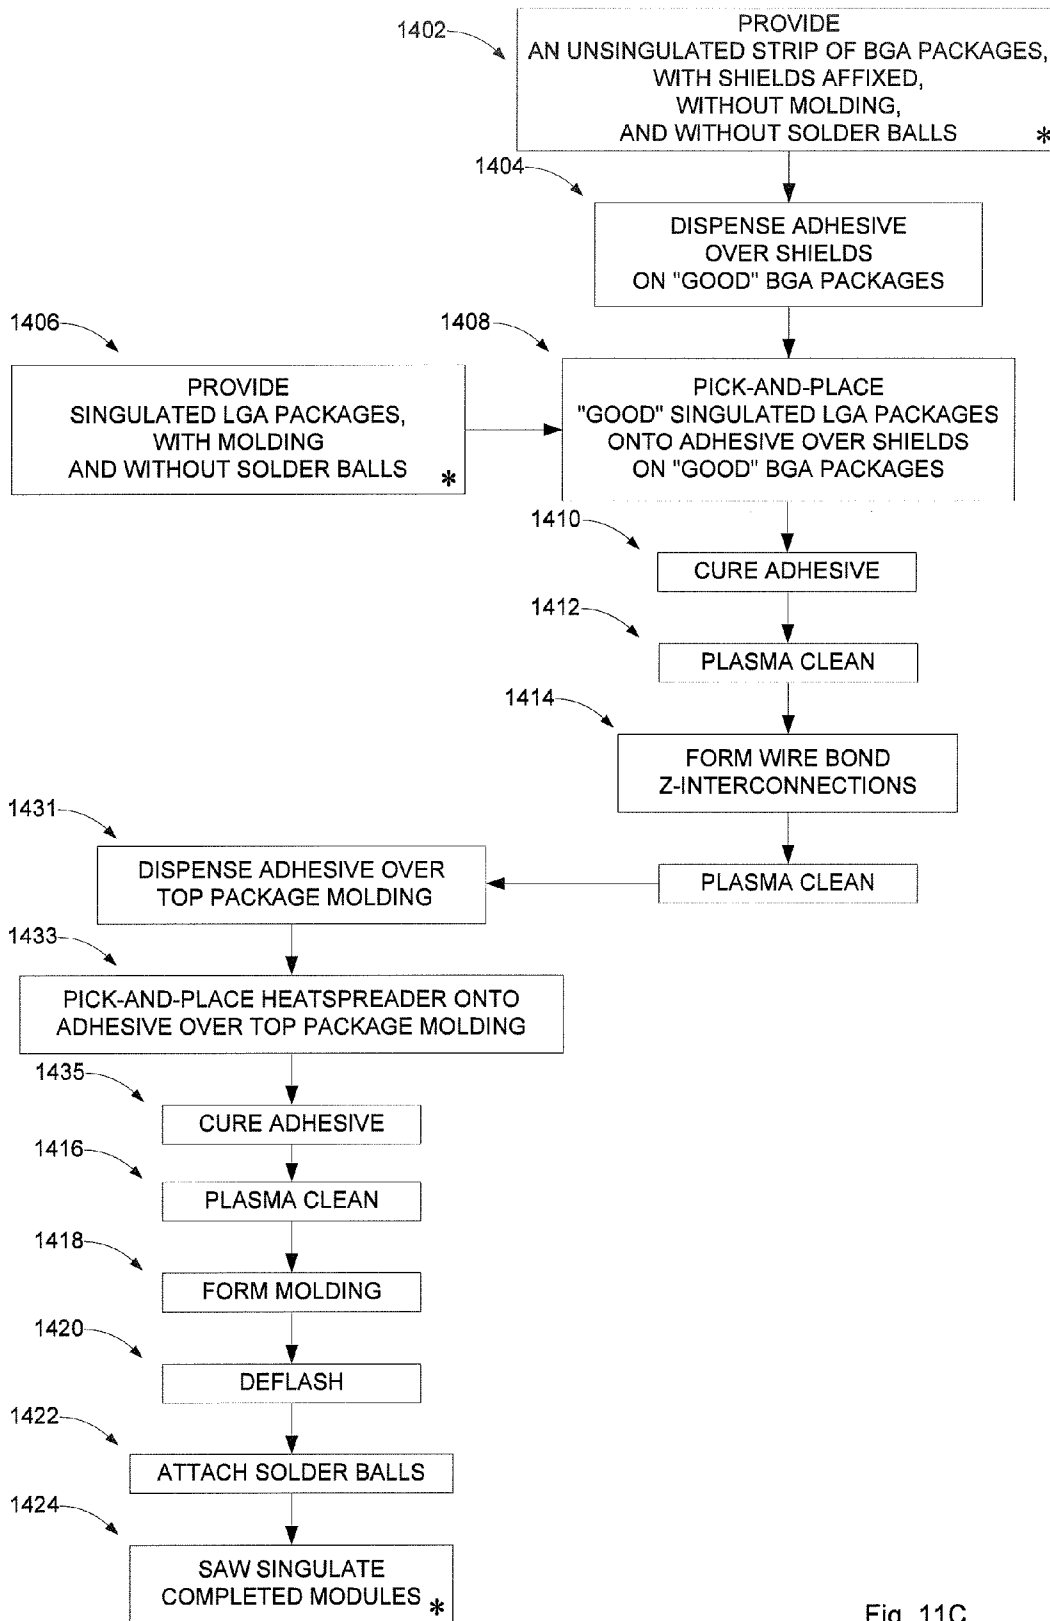 1402
PROVIDE
AN UNSINGULATED STRIP OF BGA PACKAGES,
WITH SHIELDS AFFIXED,
WITHOUT MOLDING,
AND WITHOUT SOLDER BALLS *
1404
DISPENSE ADHESIVE
OVER SHIELDS
ON "GOOD" BGA PACKAGES
1406
PROVIDE
SINGULATED LGA PACKAGES,
WITH MOLDING
AND WITHOUT SOLDER BALLS *
1408
PICK-AND-PLACE
"GOOD" SINGULATED LGA PACKAGES
ONTO ADHESIVE OVER SHIELDS
ON "GOOD" BGA PACKAGES
1410
CURE ADHESIVE
1412
PLASMA CLEAN
1414
FORM WIRE BOND
Z-INTERCONNECTIONS
PLASMA CLEAN
1431
DISPENSE ADHESIVE OVER
TOP PACKAGE MOLDING
1433
PICK-AND-PLACE HEATSPREADER ONTO
ADHESIVE OVER TOP PACKAGE MOLDING
1435
CURE ADHESIVE
1416
PLASMA CLEAN
1418
FORM MOLDING
1420
DEFLASH
1422
ATTACH SOLDER BALLS
1424
SAW SINGULATE
COMPLETED MODULES *
Fig. 11C